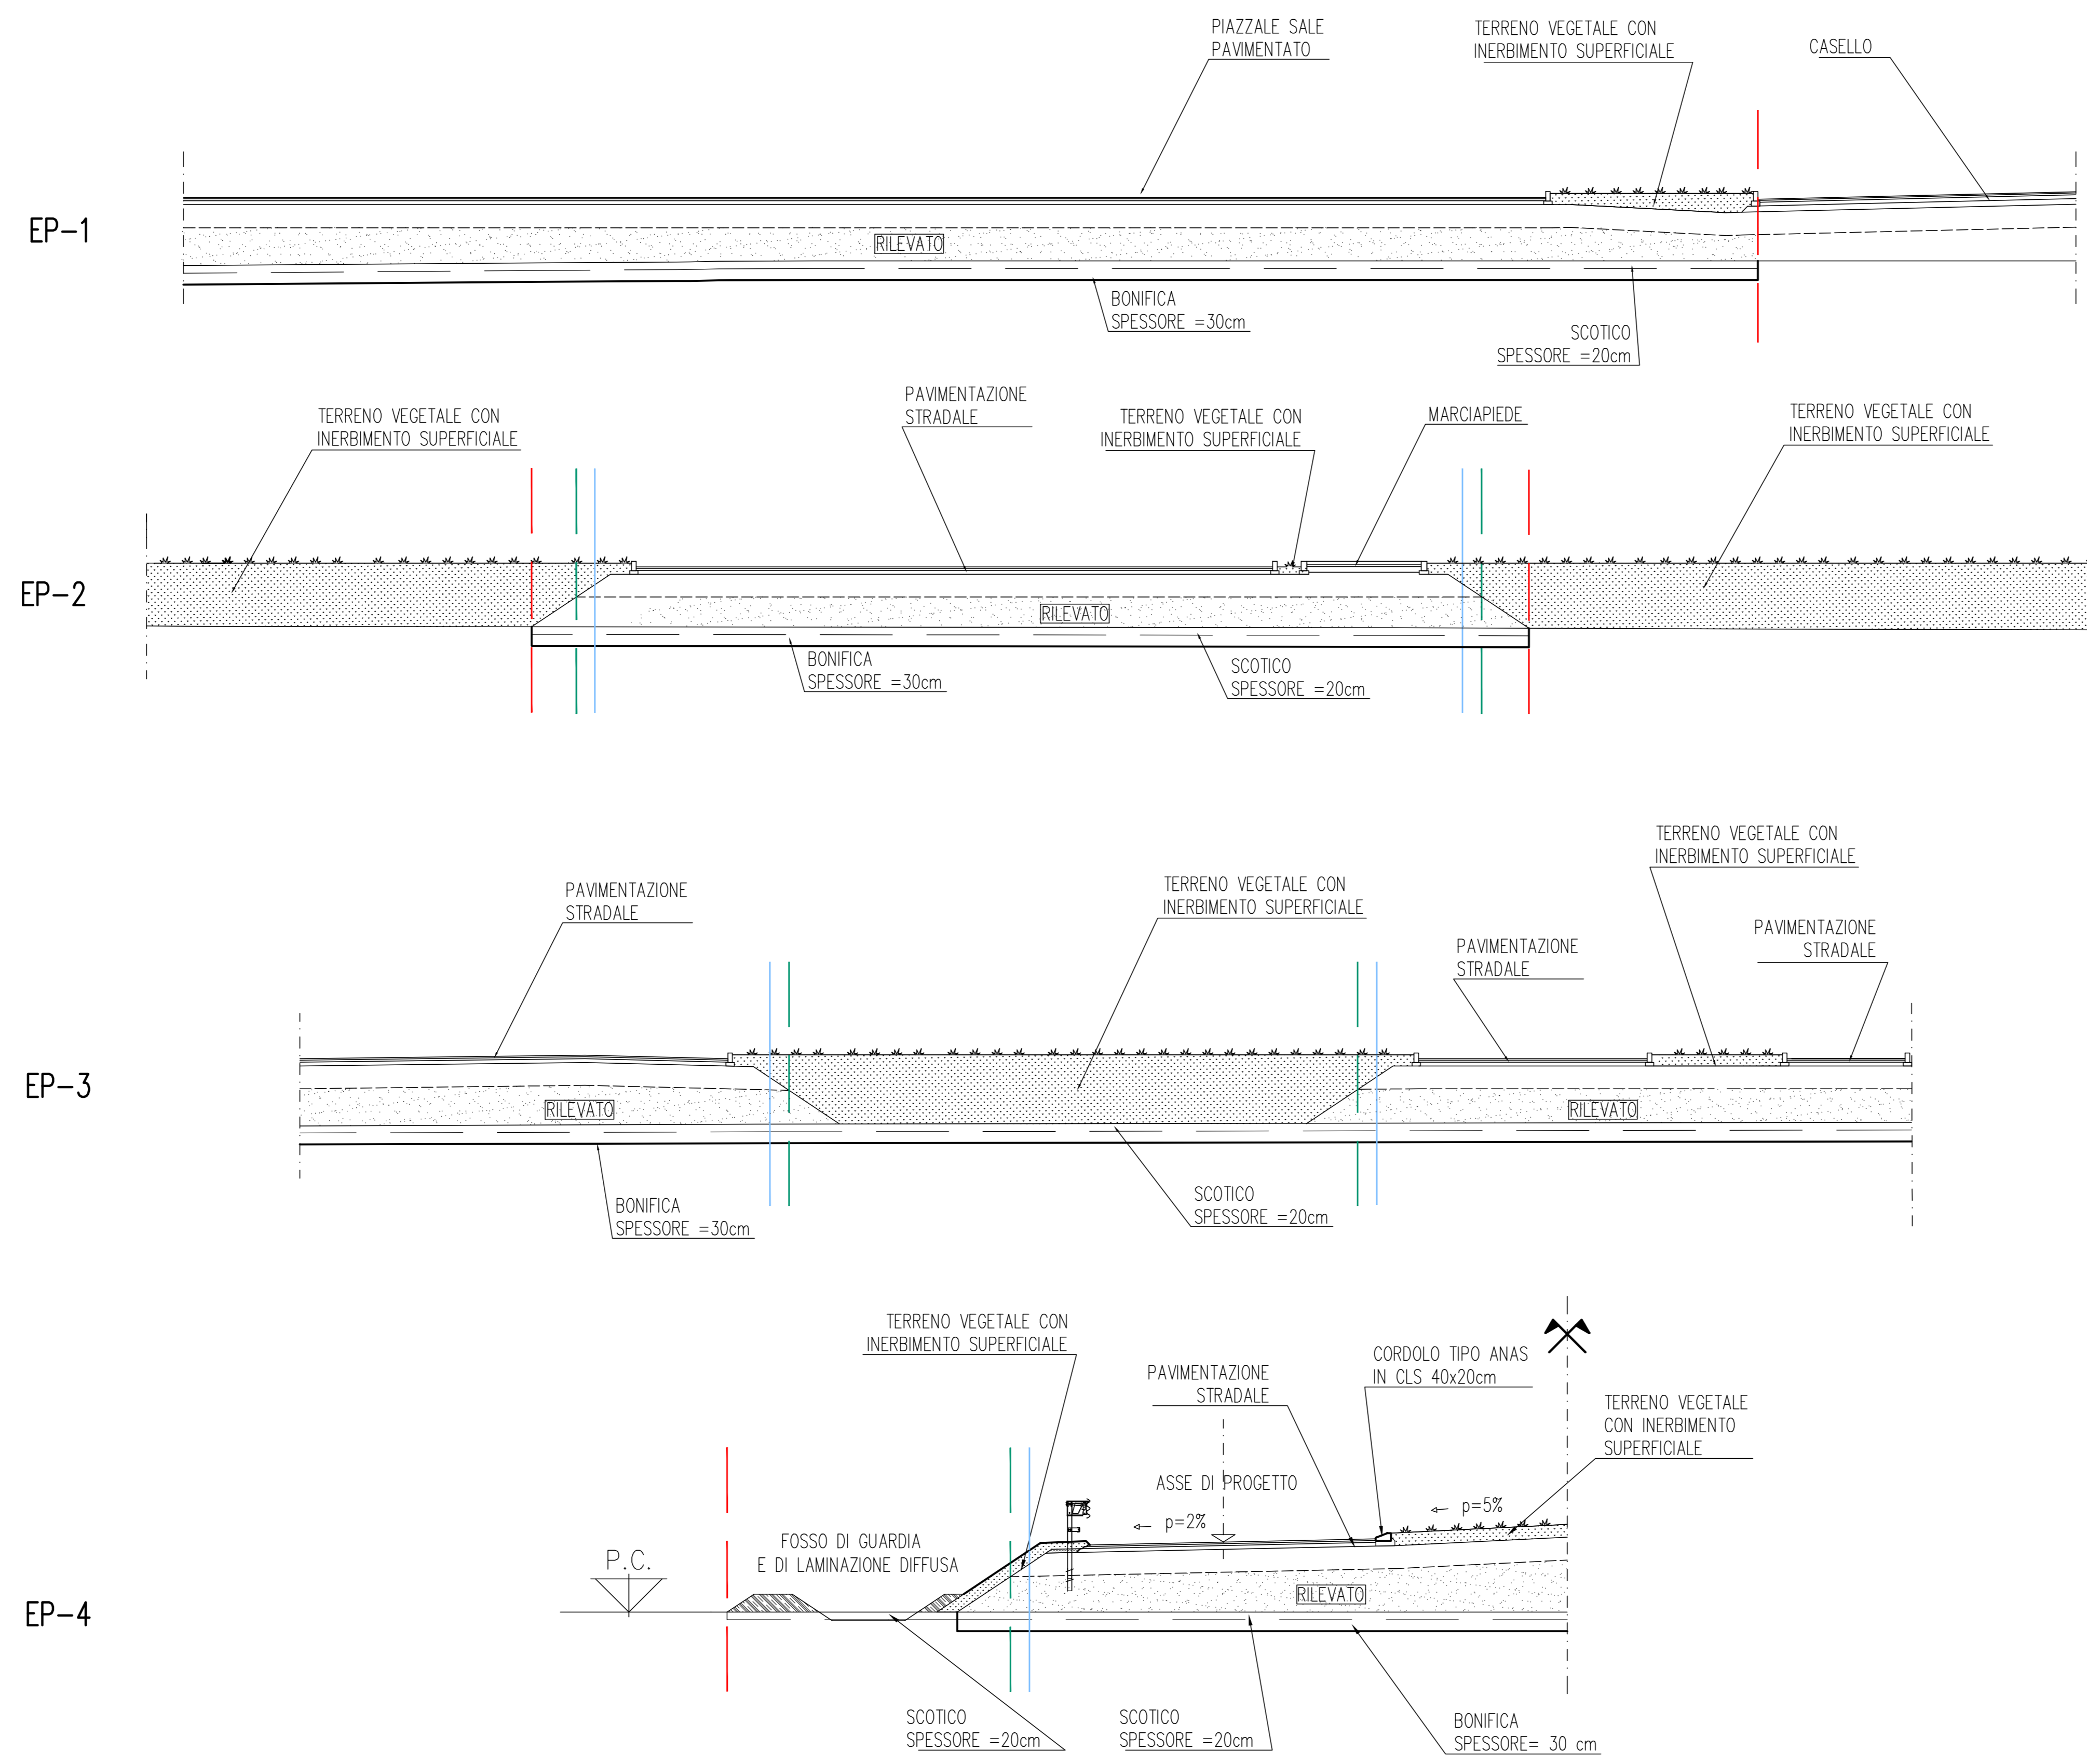 PIAZZALE SALE
PAVIMENTATO
TERRENO VEGETALE CON
INERBIMENTO SUPERFICIALE
CASELLO
EP-1
RILEVATO
BONIFICA
SPESSORE =30cm
SCOTICO
SPESSORE =20cm
TERRENO VEGETALE CON
INERBIMENTO SUPERFICIALE
PAVIMENTAZIONE
STRADALE
TERRENO VEGETALE CON
INERBIMENTO SUPERFICIALE
MARCIAPIEDE
TERRENO VEGETALE CON
INERBIMENTO SUPERFICIALE
EP-2
RILEVATO
BONIFICA
SPESSORE =30cm
SCOTICO
SPESSORE =20cm
PAVIMENTAZIONE
STRADALE
TERRENO VEGETALE CON
INERBIMENTO SUPERFICIALE
TERRENO VEGETALE CON
INERBIMENTO SUPERFICIALE
PAVIMENTAZIONE
STRADALE
PAVIMENTAZIONE
STRADALE
EP-3
RILEVATO
RILEVATO
BONIFICA
SPESSORE =30cm
SCOTICO
SPESSORE =20cm
TERRENO VEGETALE CON
INERBIMENTO SUPERFICIALE
PAVIMENTAZIONE
STRADALE
CORDOLO TIPO ANAS
IN CLS 40x20cm
TERRENO VEGETALE
CON INERBIMENTO
SUPERFICIALE
ASSE DI PROGETTO
p=2%
p=5%
FOSSO DI GUARDIA
E DI LAMINAZIONE DIFFUSA
P.C.
EP-4
RILEVATO
SCOTICO
SPESSORE =20cm
SCOTICO
SPESSORE =20cm
BONIFICA
SPESSORE= 30 cm